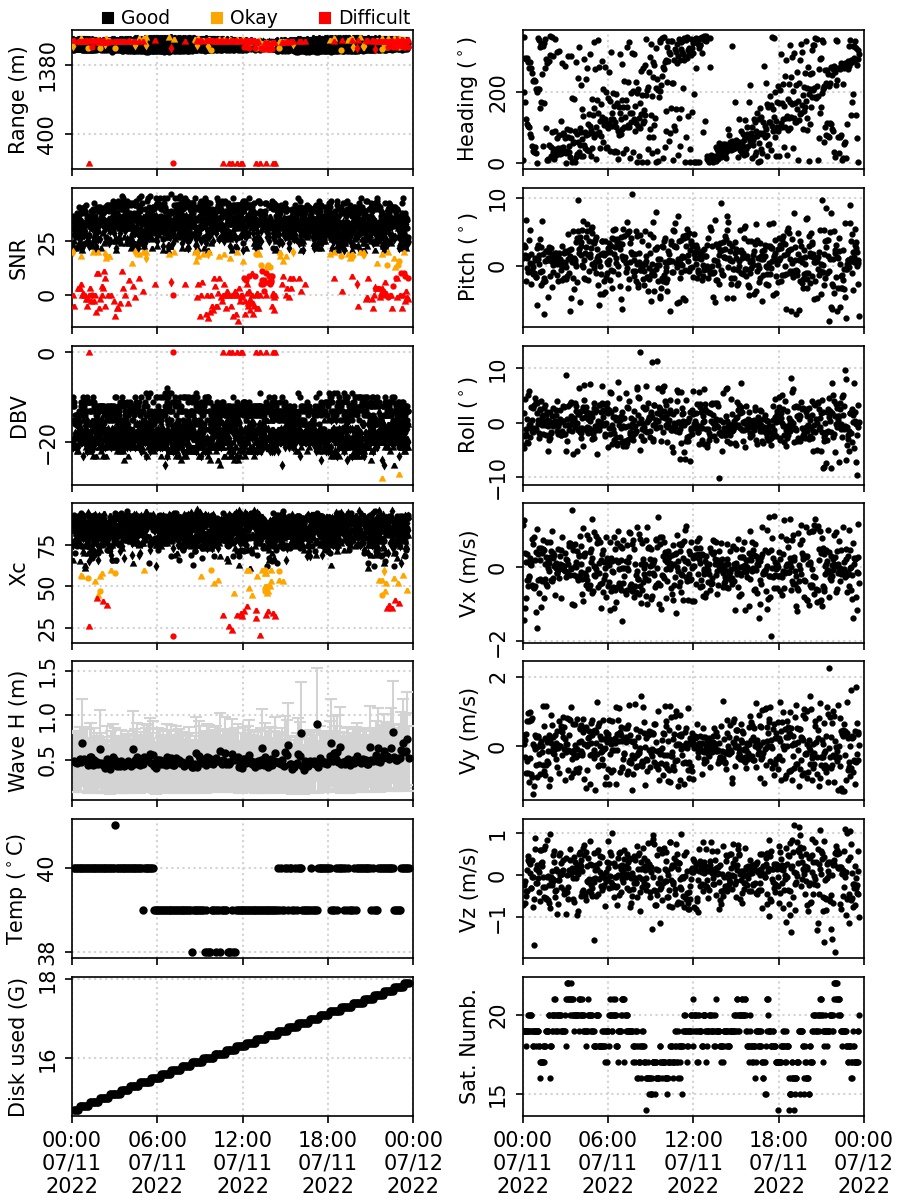 Good Okay Difficult
Range (m)
1380
400
Heading (°)
200
0
SNR
25
0
Pitch (°)
10
0
DBV
0
−20
Roll (°)
10
0
−10
Xc
75
50
25
Vx (m/s)
0
−2
Wave H (m)
1.5
1.0
0.5
Vy (m/s)
2
0
Temp (°C)
40
38
Vz (m/s)
1
0
−1
Disk used (G)
18
16
Sat. Numb.
20
15
00:00 06:00 12:00 18:00 00:00
07/11 07/11 07/11 07/11 07/12
2022 2022 2022 2022 2022
00:00 06:00 12:00 18:00 00:00
07/11 07/11 07/11 07/11 07/12
2022 2022 2022 2022 2022